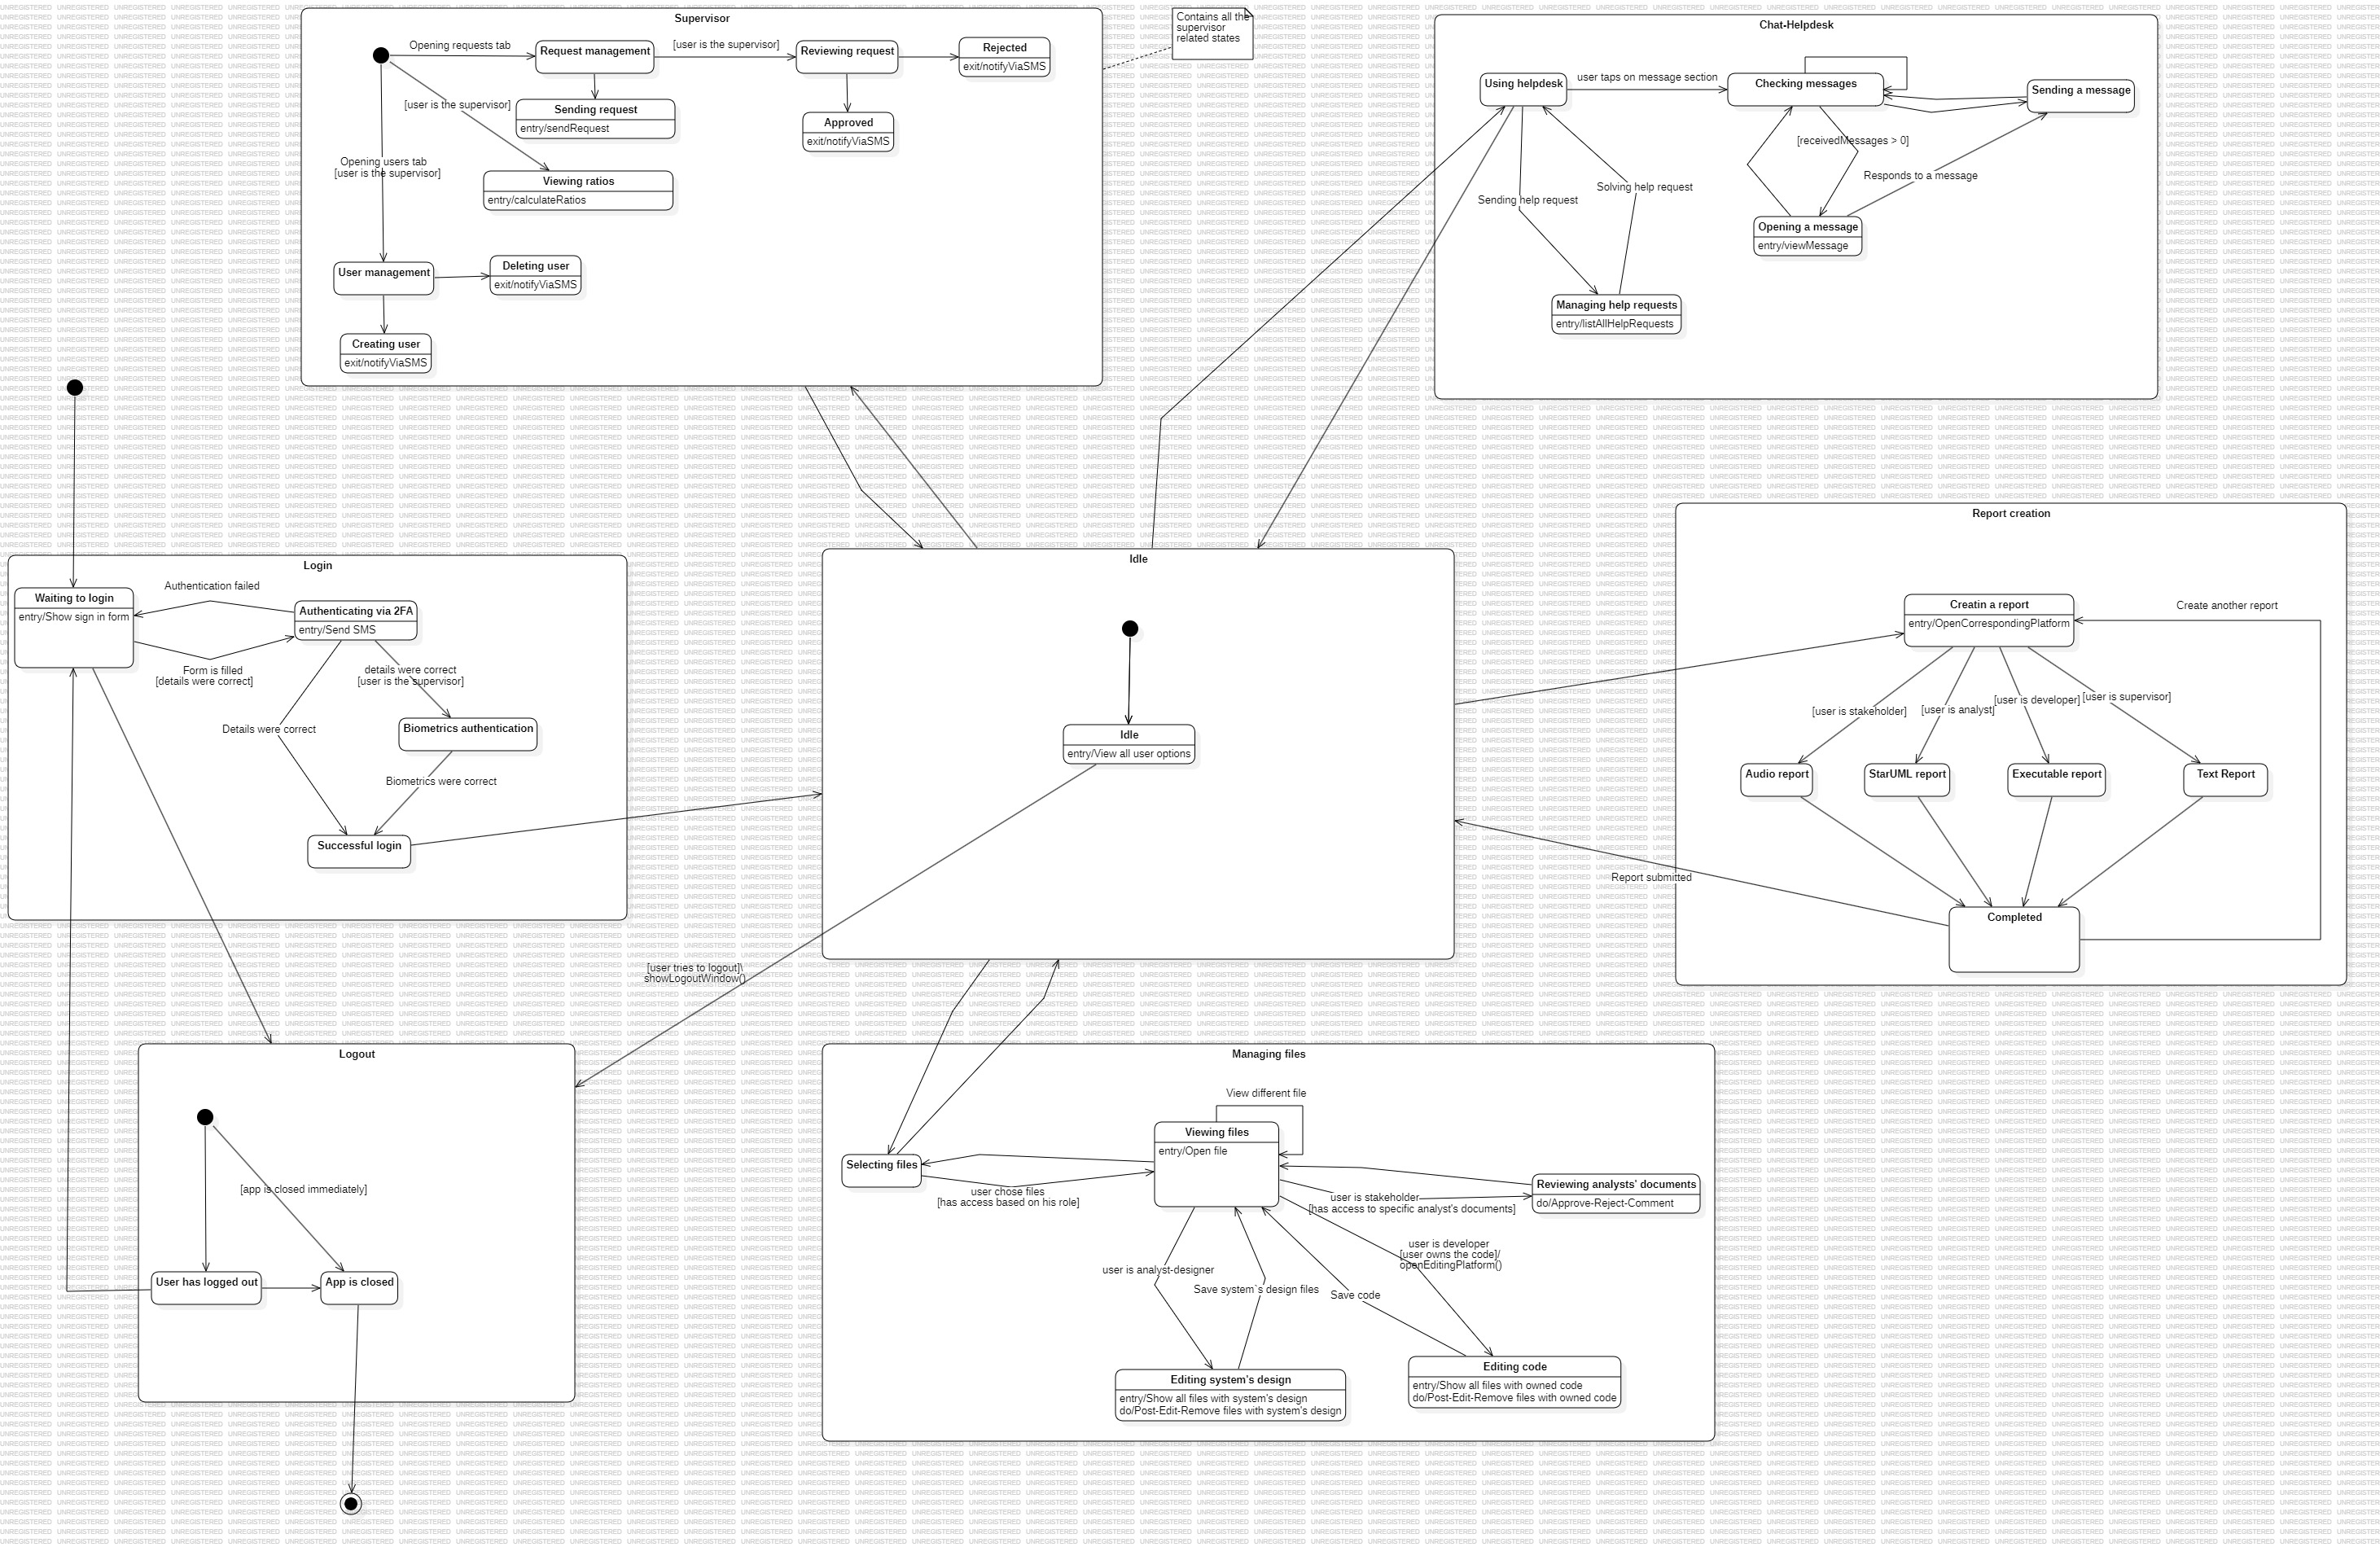 Supervisor
Opening requests tab
Request management
[user is the supervisor]
Reviewing request
Rejected
exit/notifyViaSMS
[user is the supervisor]
Sending request
entry/sendRequest
Approved
exit/notifyViaSMS
Opening users tab
[user is the supervisor]
Viewing ratios
entry/calculateRatios
User management
Deleting user
exit/notifyViaSMS
Creating user
exit/notifyViaSMS
Contains all the
supervisor
related states
Chat-Helpdesk
Using helpdesk
user taps on message section
Checking messages
Sending a message
[receivedMessages > 0]
Responds to a message
Sending help request
Solving help request
Opening a message
entry/viewMessage
Managing help requests
entry/listAllHelpRequests
Login
Waiting to login
entry/Show sign in form
Authentication failed
Authenticating via 2FA
entry/Send SMS
Form is filled
[details were correct]
details were correct
[user is the supervisor]
Details were correct
Biometrics authentication
Biometrics were correct
Successful login
Idle
Idle
entry/View all user options
[user tries to logout]\
showLogoutWindow()
Report creation
Creatin a report
entry/OpenCorrespondingPlatform
Create another report
[user is stakeholder]
[user is analyst]
[user is developer]
[user is supervisor]
Audio report
StarUML report
Executable report
Text Report
Report submitted
Completed
Logout
[app is closed immediately]
User has logged out
App is closed
Managing files
View different file
Viewing files
entry/Open file
Selecting files
user chose files
[has access based on his role]
user is stakeholder
[has access to specific analyst's documents]
Reviewing analysts' documents
do/Approve-Reject-Comment
user is developer
[user owns the code]/
openEditingPlatform()
user is analyst-designer
Save system`s design files
Save code
Editing system's design
entry/Show all files with system's design
do/Post-Edit-Remove files with system's design
Editing code
entry/Show all files with owned code
do/Post-Edit-Remove files with owned code
UNREGISTERED